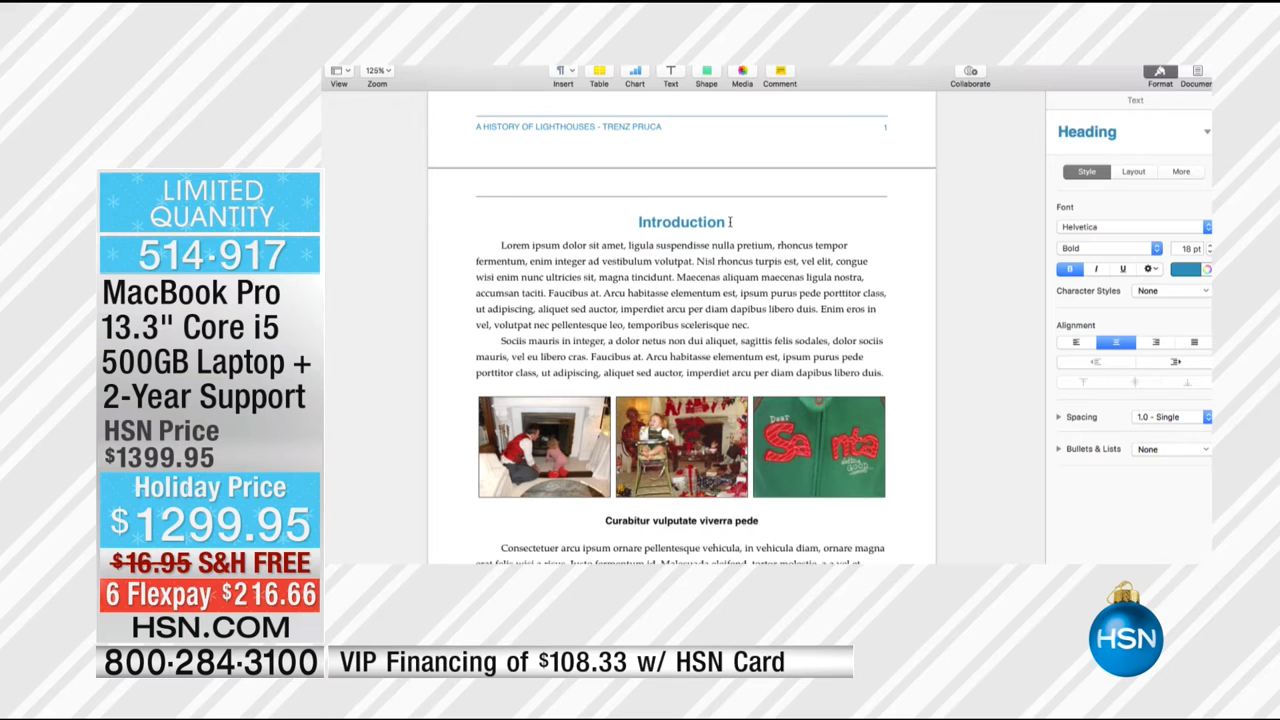 LIMITED
QUANTITY
514·917
MacBook Pro
13.3" Core i5
500GB Laptop +
2-Year Support
HSN Price
$1399.95
Holiday Price
$1299.95
$16.95 S&H FREE
6 Flexpay $216.66
HSN.COM
800·284·3100
VIP Financing of $108.33 w/ HSN Card
HSN
125%
View
Zoom
Insert
Table
Chart
Text
Shape
Media
Comment
Collaborate
Format
Documer
A HISTORY OF LIGHTHOUSES - TRENZ PRUCA 1
Introduction
Lorem ipsum dolor sit amet, ligula suspendisse nulla pretium, rhoncus tempor
fermentum, enim integer ad vestibulum volutpat. Nisl rhoncus turpis est, vel elit, congue
wisi enim nunc ultricies sit, magna tincidunt. Maecenas aliquam maecenas ligula nostra,
accumsan taciti. Faucibus at. Arcu habitasse elementum est, ipsum purus pede porttitor class,
ut adipiscing, aliquet sed auctor, imperdiet arcu per diam dapibus libero duis. Enim eros in
vel, volutpat nec pellentesque leo, temporibus scelerisque nec.
Sociis mauris in integer, a dolor netus non dui aliquet, sagittis felis sodales, dolor sociis
mauris, vel eu libero cras. Faucibus at. Arcu habitasse elementum est, ipsum purus pede
porttitor class, ut adipiscing, aliquet sed auctor, imperdiet arcu per diam dapibus libero duis.
Dear
Santa
GOOD...
Curabitur vulputate viverra pede
Consectetuer arcu ipsum ornare pellentesque vehicula, in vehicula diam, ornare magna
Text
Heading
Style
Layout
More
Font
Helvetica
Bold
18 pt
B
I
U
Character Styles
None
Alignment
Spacing
1.0 - Single
Bullets & Lists
None